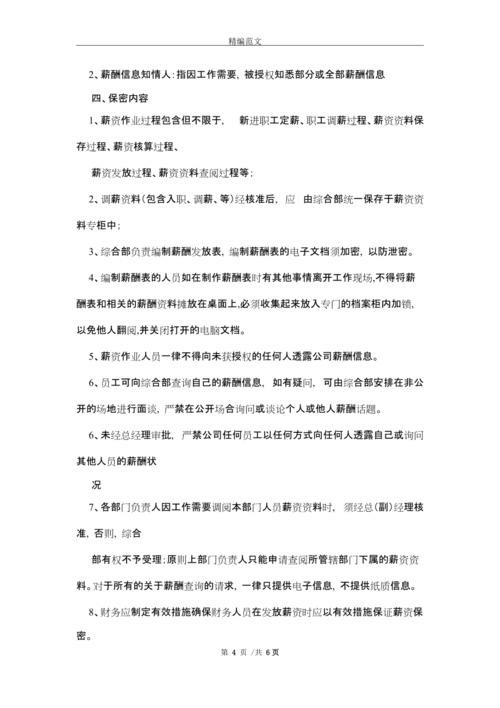 精编范文
2、薪酬信息知情人：指因工作需要，被授权知悉部分或全部薪酬信息
四、保密内容
1、薪资作业过程包含但不限于， 新进职工定薪、职工调薪过程、薪资资料保
存过程、薪资核算过程、
薪资发放过程、薪资资料查阅过程等；
2、调薪资料（包含入职、调薪、等）经核准后，应 由综合部统一保存于薪资资
料专柜中；
3、综合部负责编制薪酬发放表，编制薪酬表的电子文档须加密，以防泄密。
4、编制薪酬表的人员如在制作薪酬表时有其他事情离开工作现场,不得将薪
酬表和相关的薪酬资料摊放在桌面上,必须收集起来放入专门的档案柜内加锁,
以免他人翻阅,并关闭打开的电脑文档。
5、薪资作业人员一律不得向未获授权的任何人透露公司薪酬信息。
6、员工可向综合部查询自己的薪酬信息，如有疑问，可由综合部安排在非公
开的场地进行面谈，严禁在公开场合询问或谈论个人或他人薪酬话题。
6、未经总经理审批，严禁公司任何员工以任何方式向任何人透露自己或询问
其他人员的薪酬状
况
7、各部门负责人因工作需要调阅本部门人员薪资资料时，须经总（副）经理核
准，否则，综合
部有权不予受理；原则上部门负责人只能申请查阅所管辖部门下属的薪资资
料。对于所有的关于薪酬查询的请求，一律只提供电子信息，不提供纸质信息。
8、财务应制定有效措施确保财务人员在发放薪资时应以有效措施保证薪资保
密。
第 4 页 /共 6 页